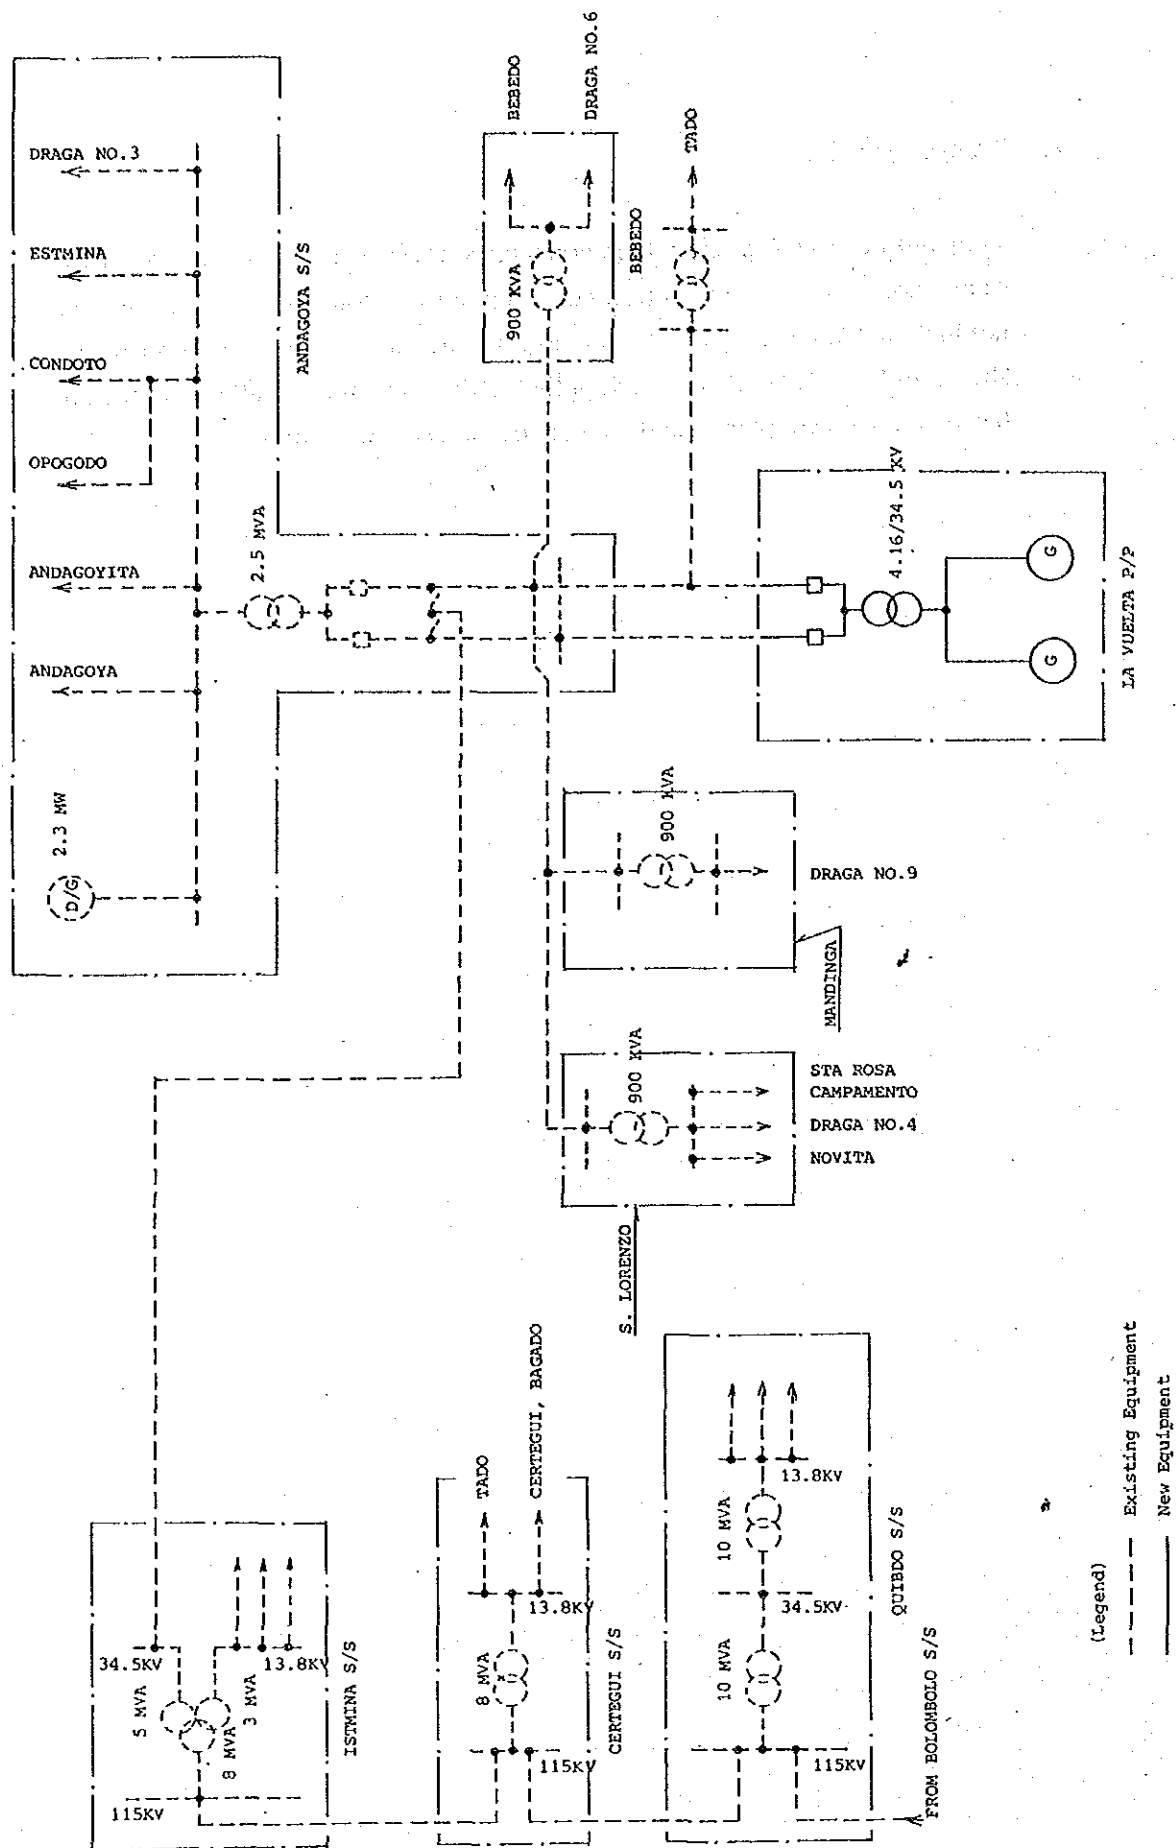 DRAGA NO.3
ESTMINA
CONDOTO
OPOGODO
ANDAGOYITA
ANDAGOYA
D/G
2.3 MW
2.5 MVA
ANDAGOYA S/S
BEBEDO
DRAGA NO.6
900 KVA
BEBEDO
TADO
4.16/34.5 KV
G
G
LA VUELTA P/P
900 KVA
DRAGA NO.9
MANDINGA
900 KVA
STA ROSA
CAMPAMENTO
DRAGA NO.4
NOVITA
S. LORENZO
34.5KV
5 MVA
8 MVA
3 MVA
13.8KV
115KV
ISTMINA S/S
TADO
CERTEGUI, BAGADO
13.8KV
8 MVA
115KV
CERTEGUI S/S
13.8KV
10 MVA
34.5KV
10 MVA
115KV
QUIBDO S/S
FROM BOLOMBOLO S/S
(Legend)
Existing Equipment
New Equipment